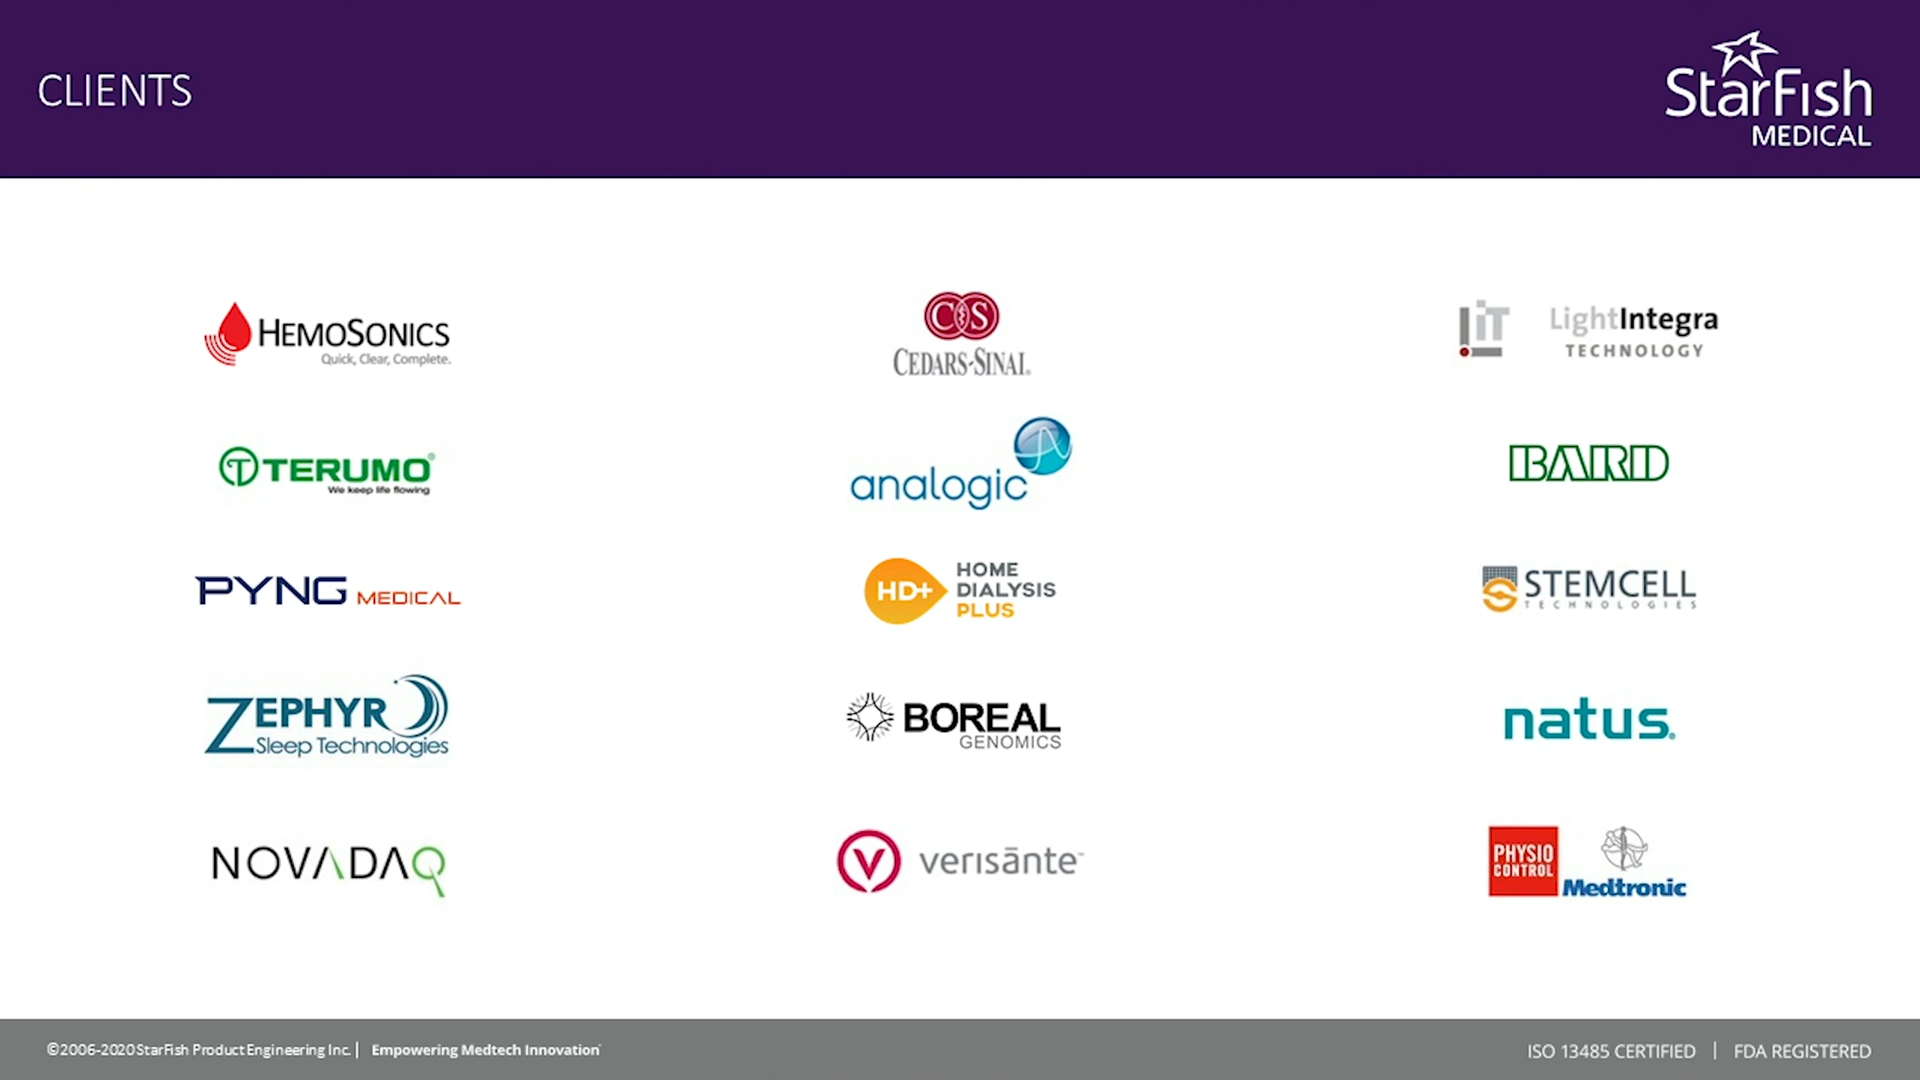 CLIENTS
StarFish
MEDICAL
HEMOSONICS
Quick, Clear, Complete.
CS
CEDARS-SINAI®
LiT
LightIntegra
TECHNOLOGY
T TERUMO®
We keep life flowing
analogic
BARD
PYNG MEDICAL
HD+
HOME
DIALYSIS
PLUS
STEMCELL
TECHNOLOGIES
ZEPHYR
Sleep Technologies
BOREAL
GENOMICS
natus®
NOVADAQ
V verısānte™
PHYSIO
CONTROL
Medtronic
©2006-2020 StarFish Product Engineering Inc. | Empowering Medtech Innovation™
ISO 13485 CERTIFIED | FDA REGISTERED